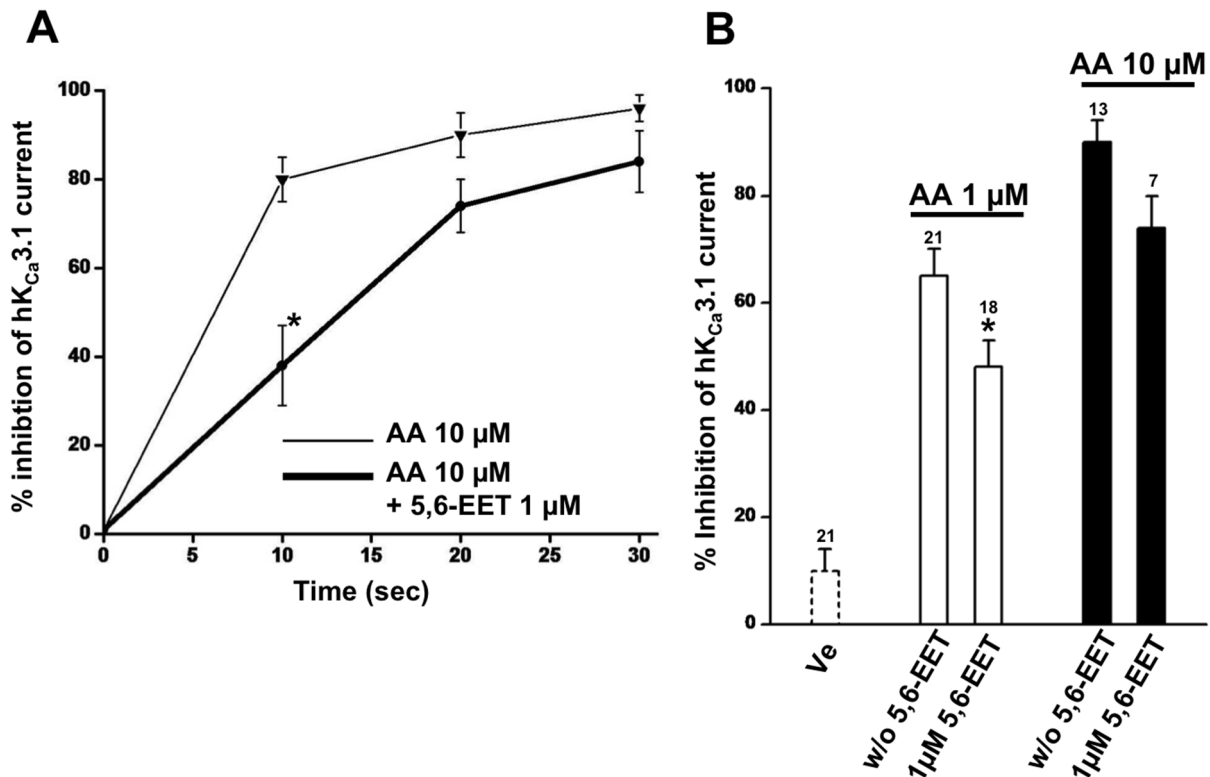 A
% inhibtion of hKCa3.1 current
100
80
60
40
20
0
0 5 10 15 20 25 30
Time (sec)
*
AA 10 µM
AA 10 µM
+ 5,6-EET 1 µM
B
% Inhibition of hKCa3.1 current
100
80
60
40
20
0
AA 1 µM
AA 10 µM
21
21
18
*
13
7
Ve
w/o 5,6-EET
1µM 5,6-EET
w/o 5,6-EET
1µM 5,6-EET